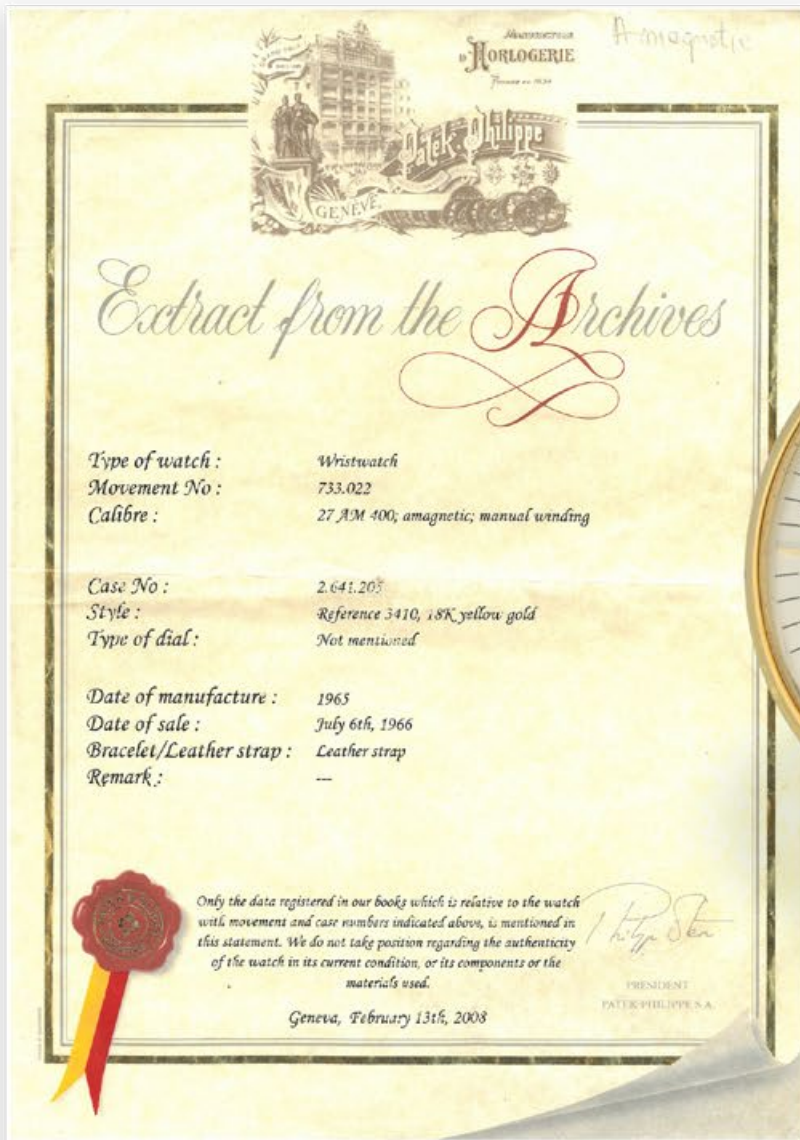 Manufacture
D'HORLOGERIE
A magnetic
Patek Philippe
GENÈVE
Extract from the Archives
Type of watch : Wristwatch
Movement No : 733.022
Calibre : 27 AM 400; amagnetic; manual winding
Case No : 2.641.205
Style : Reference 3410, 18K yellow gold
Type of dial : Not mentioned
Date of manufacture : 1965
Date of sale : July 6th, 1966
Bracelet/Leather strap : Leather strap
Remark : ---
Only the data registered in our books which is relative to the watch
with movement and case numbers indicated above, is mentioned in
this statement. We do not take position regarding the authenticity
of the watch in its current condition, or its components or the
materials used.
Geneva, February 13th, 2008
PRESIDENT
PATEK PHILIPPE S.A.